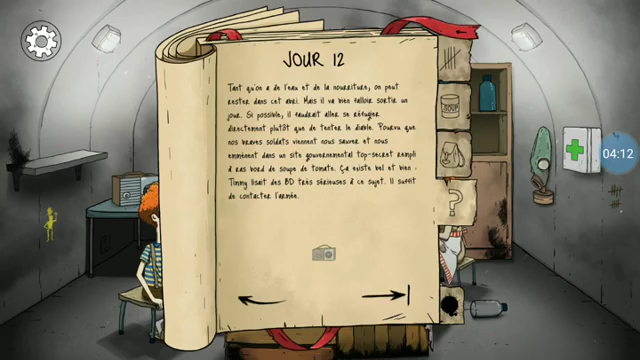 JOUR 12
Tant qu'on a de l'eau et de la nourriture, on peut
rester dans cet abri. Mais il va bien falloir sortir un
jour. Si possible, il faudrait aller se réfugier
directement plutôt que de tenter le diable. Pourvu que
nos braves soldats viennent nous sauver et nous
emmènent dans un site gouvernemental top-secret rempli
à ras bord de soupe de tomate. Ça existe bel et bien :
Timmy lisait des BD très sérieuses à ce sujet. Il suffit
de contacter l'armée.
SOUP
?
04:12